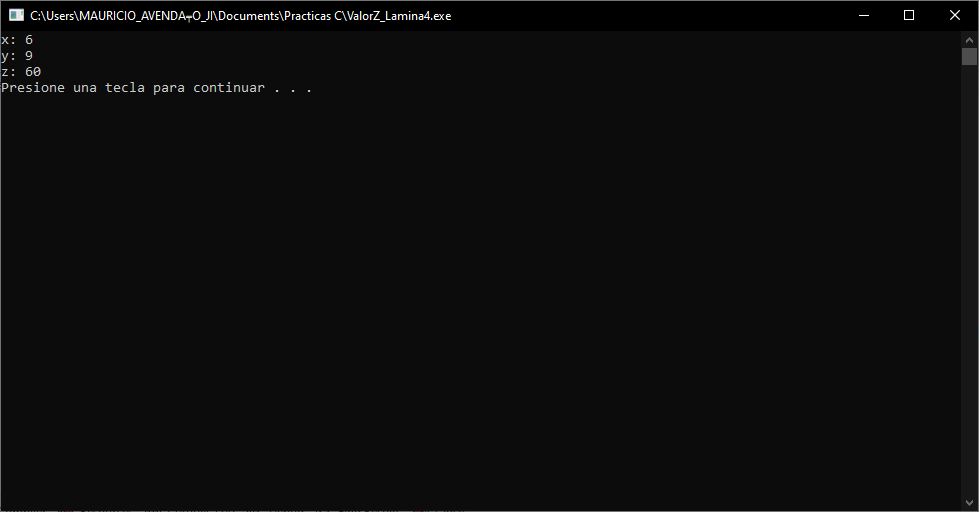 C:\Users\MAURICIO_AVENDA╤O_JI\Documents\Practicas C\ValorZ_Lamina4.exe
x: 6
y: 9
z: 60
Presione una tecla para continuar . . .